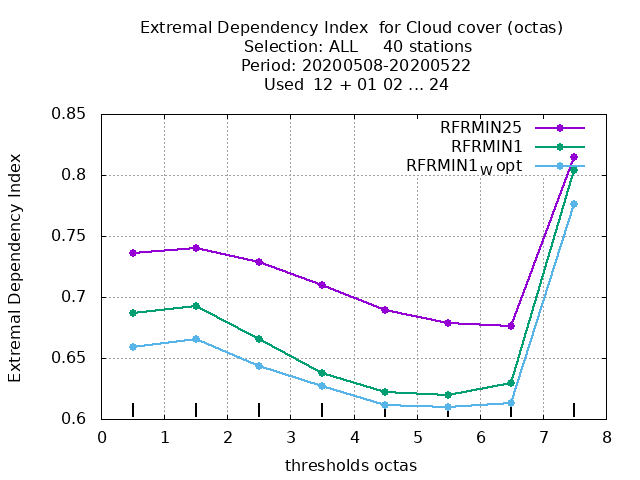 Extremal Dependency Index  for Cloud cover (octas)
Selection: ALL     40 stations
Period: 20200508-20200522
Used  12 + 01 02 ... 24
RFRMIN25
RFRMIN1
RFRMIN1W opt
Extremal Dependency Index
0.85
0.8
0.75
0.7
0.65
0.6
0 1 2 3 4 5 6 7 8
thresholds octas